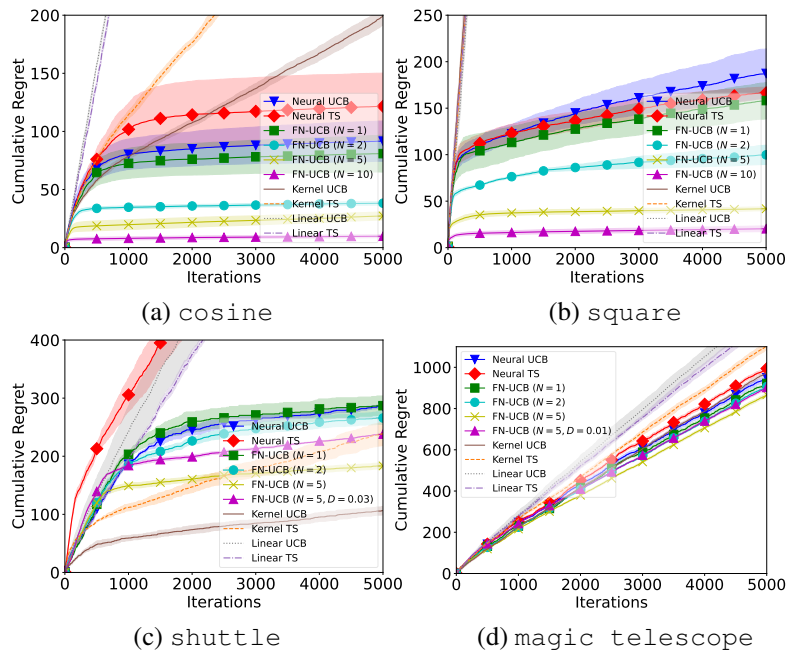 200
150
100
50
0
Cumulative Regret
Neural UCB
Neural TS
FN-UCB (N = 1)
FN-UCB (N = 2)
FN-UCB (N = 5)
FN-UCB (N = 10)
Kernel UCB
Kernel TS
Linear UCB
Linear TS
0 1000 2000 3000 4000 5000
Iterations
(a) cosine
250
200
150
100
50
0
Cumulative Regret
Neural UCB
Neural TS
FN-UCB (N = 1)
FN-UCB (N = 2)
FN-UCB (N = 5)
FN-UCB (N = 10)
Kernel UCB
Kernel TS
Linear UCB
Linear TS
0 1000 2000 3000 4000 5000
Iterations
(b) square
400
300
200
100
0
Cumulative Regret
Neural UCB
Neural TS
FN-UCB (N = 1)
FN-UCB (N = 2)
FN-UCB (N = 5)
FN-UCB (N = 5, D = 0.03)
Kernel UCB
Kernel TS
Linear UCB
Linear TS
0 1000 2000 3000 4000 5000
Iterations
(c) shuttle
1000
800
600
400
200
0
Cumulative Regret
Neural UCB
Neural TS
FN-UCB (N = 1)
FN-UCB (N = 2)
FN-UCB (N = 5)
FN-UCB (N = 5, D = 0.01)
Kernel UCB
Kernel TS
Linear UCB
Linear TS
0 1000 2000 3000 4000 5000
Iterations
(d) magic telescope